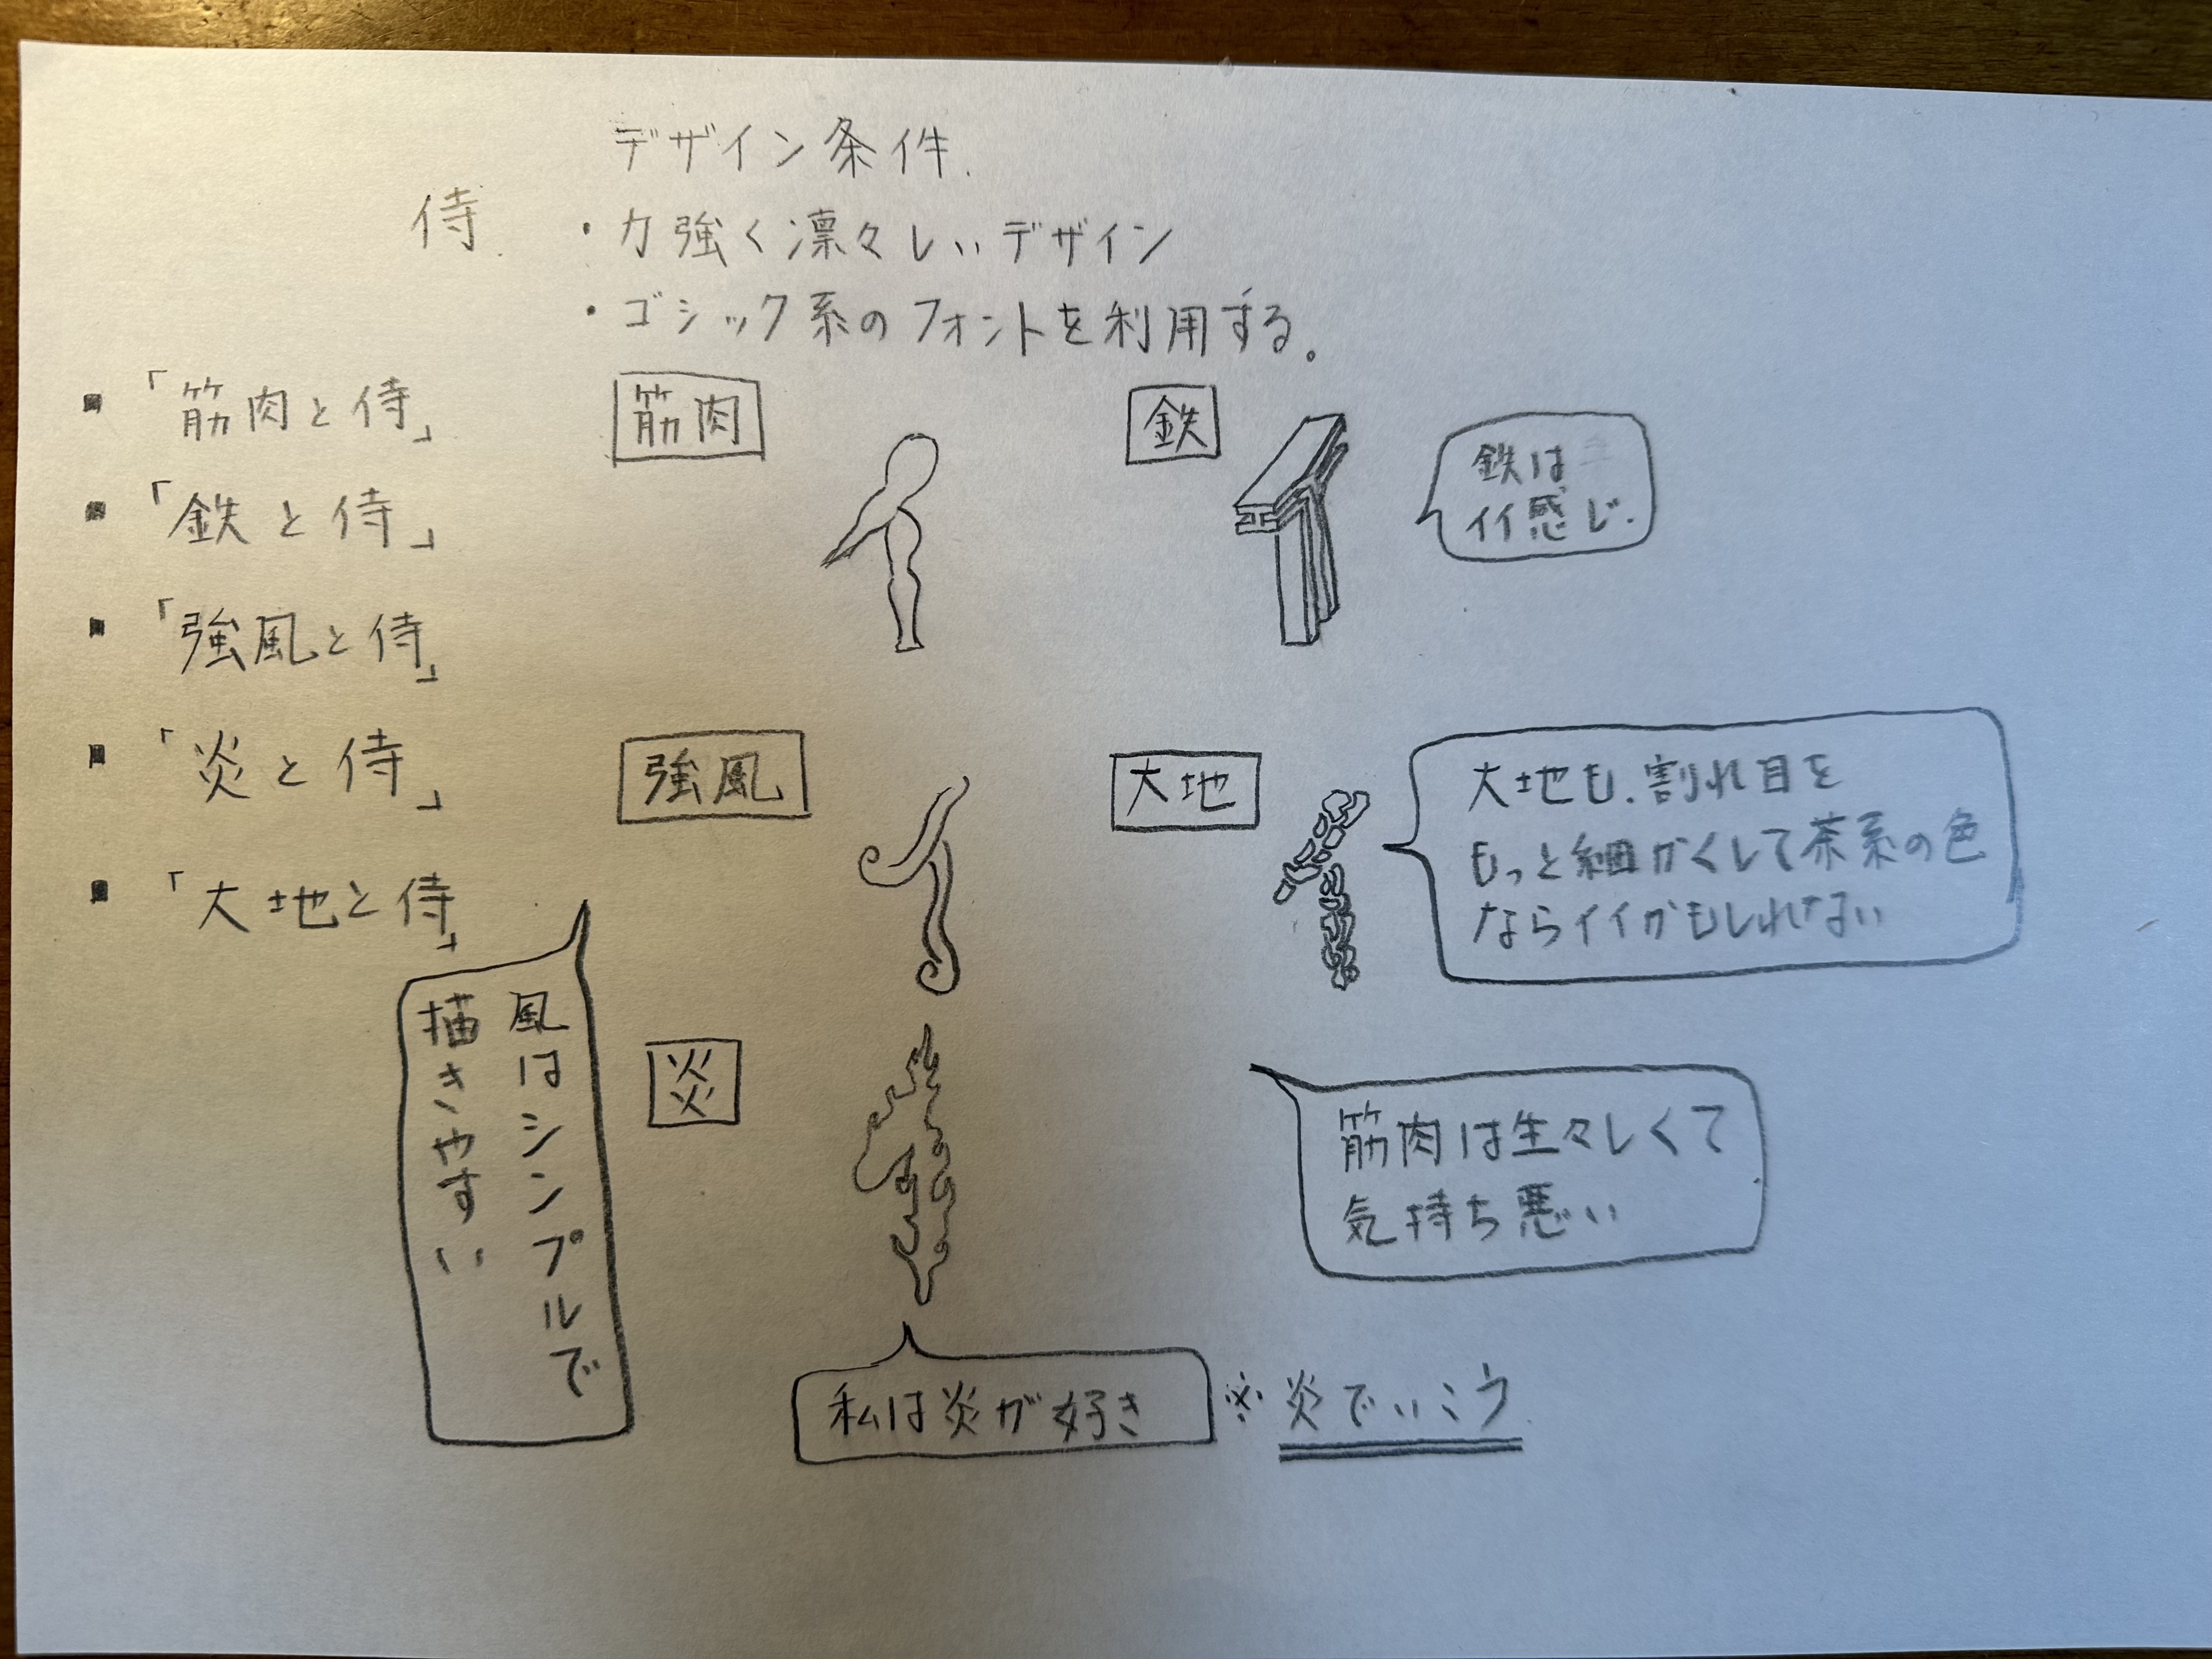 デザイン条件.
侍.
・力強く凛々しいデザイン
・ゴシック系のフォントを利用する。
▪「筋肉と侍」
▪「鉄と侍」
▪「強風と侍」
▪「炎と侍」
▪「大地と侍」
筋肉
鉄
鉄は
イイ感じ.
強風
大地
大地も、割れ目を
もっと細かくして茶系の色
ならイイかもしれない
風はシンプルで
描きやすい
炎
筋肉は生々しくて
気持ち悪い
私は炎が好き
※炎でいこう.